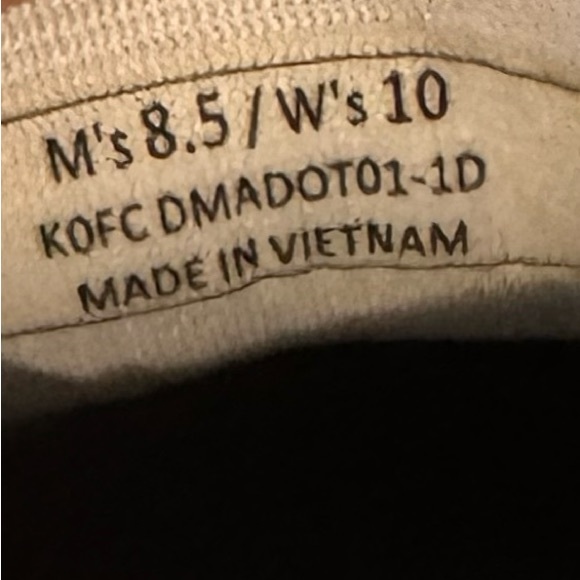 M's 8.5 / W's 10
KOFC DMADOT01-1D
MADE IN VIETNAM